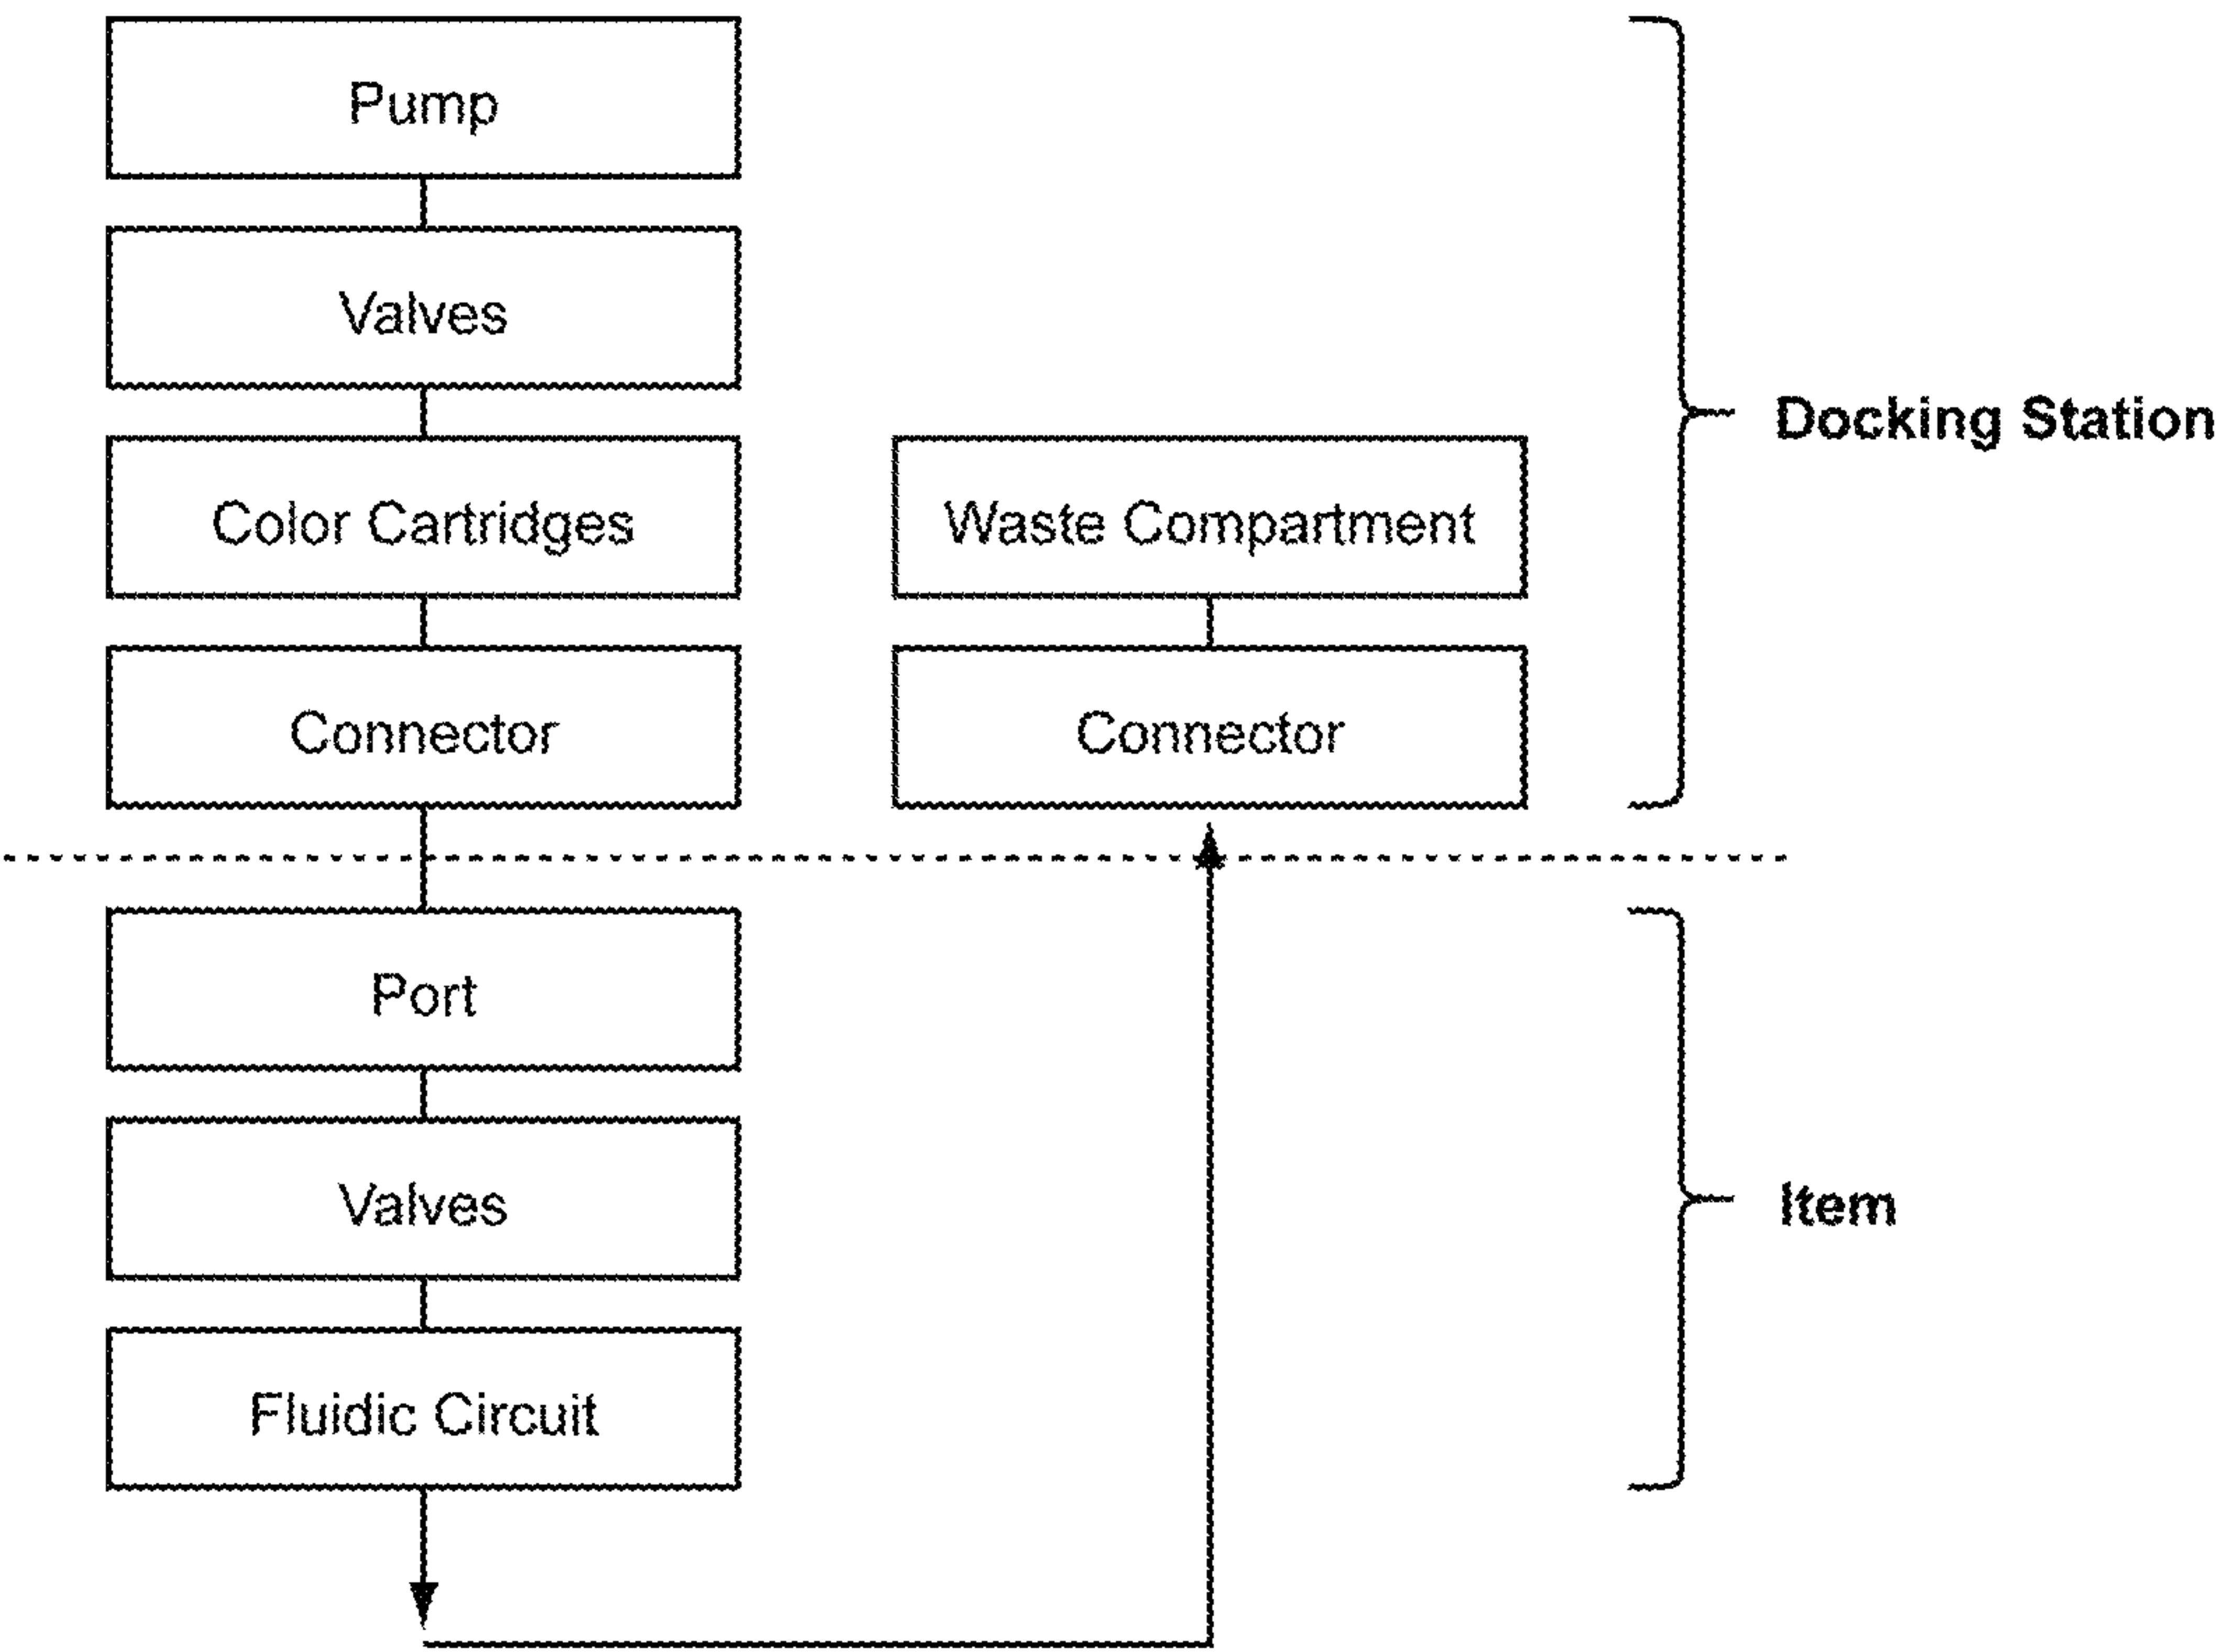 Pump
Valves
Color Cartridges
Connector
Waste Compartment
Connector
Docking Station
Port
Valves
Fluidic Circuit
Item